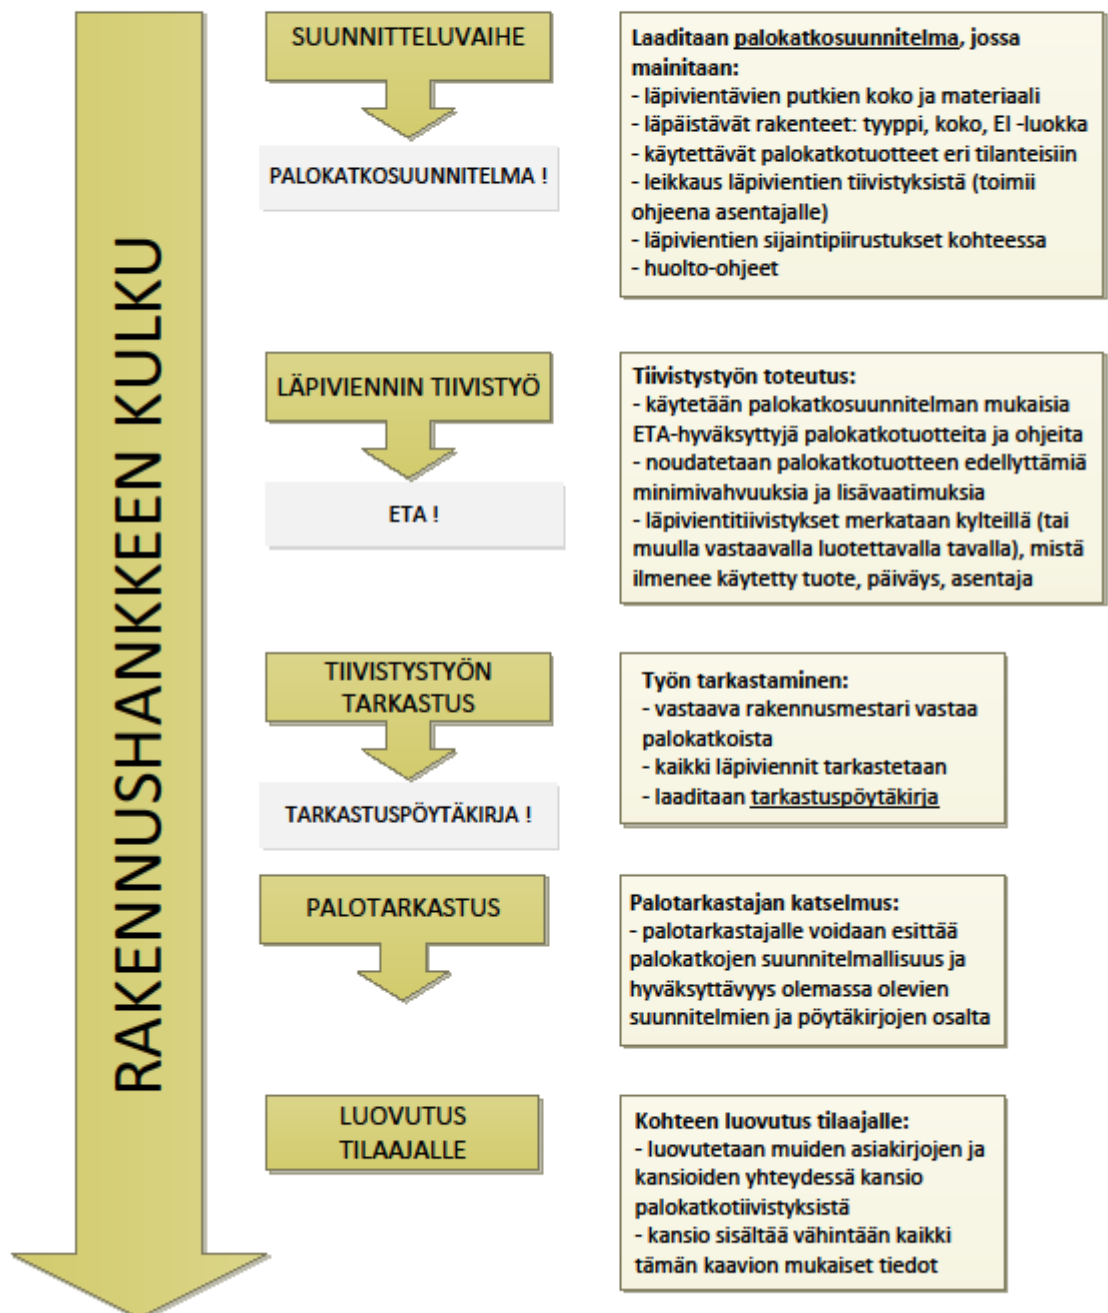 RAKENNUSHANKKEEN KULKU
SUUNNITTELUVAIHE
PALOKATKOSUUNNITELMA !
Laaditaan palokatkosuunnitelma, jossa
mainitaan:
- läpivientävien putkien koko ja materiaali
- läpäistävät rakenteet: tyyppi, koko, EI -luokka
- käytettävät palokatkotuotteet eri tilanteisiin
- leikkaus läpivientien tiivistyksistä (toimii
ohjeena asentajalle)
- läpivientien sijaintipiirustukset kohteessa
- huolto-ohjeet
LÄPIVIENNIN TIIVISTYÖ
ETA !
Tiivistystyön toteutus:
- käytetään palokatkosuunnitelman mukaisia
ETA-hyväksyttyjä palokatkotuotteita ja ohjeita
- noudatetaan palokatkotuotteen edellyttämiä
minimivahvuuksia ja lisävaatimuksia
- läpivientitiivistykset merkataan kylteillä (tai
muulla vastaavalla luotettavalla tavalla), mistä
ilmenee käytetty tuote, päiväys, asentaja
TIIVISTYSTYÖN
TARKASTUS
TARKASTUSPÖYTÄKIRJA !
Työn tarkastaminen:
- vastaava rakennusmestari vastaa
palokatkoista
- kaikki läpiviennit tarkastetaan
- laaditaan tarkastuspöytäkirja
PALOTARKASTUS
Palotarkastajan katselmus:
- palotarkastajalle voidaan esittää
palokatkojen suunnitelmallisuus ja
hyväksyttävyys olemassa olevien
suunnitelmien ja pöytäkirjojen osalta
LUOVUTUS
TILAAJALLE
Kohteen luovutus tilaajalle:
- luovutetaan muiden asiakirjojen ja
kansioiden yhteydessä kansio
palokatkotiivistyksistä
- kansio sisältää vähintään kaikki
tämän kaavion mukaiset tiedot